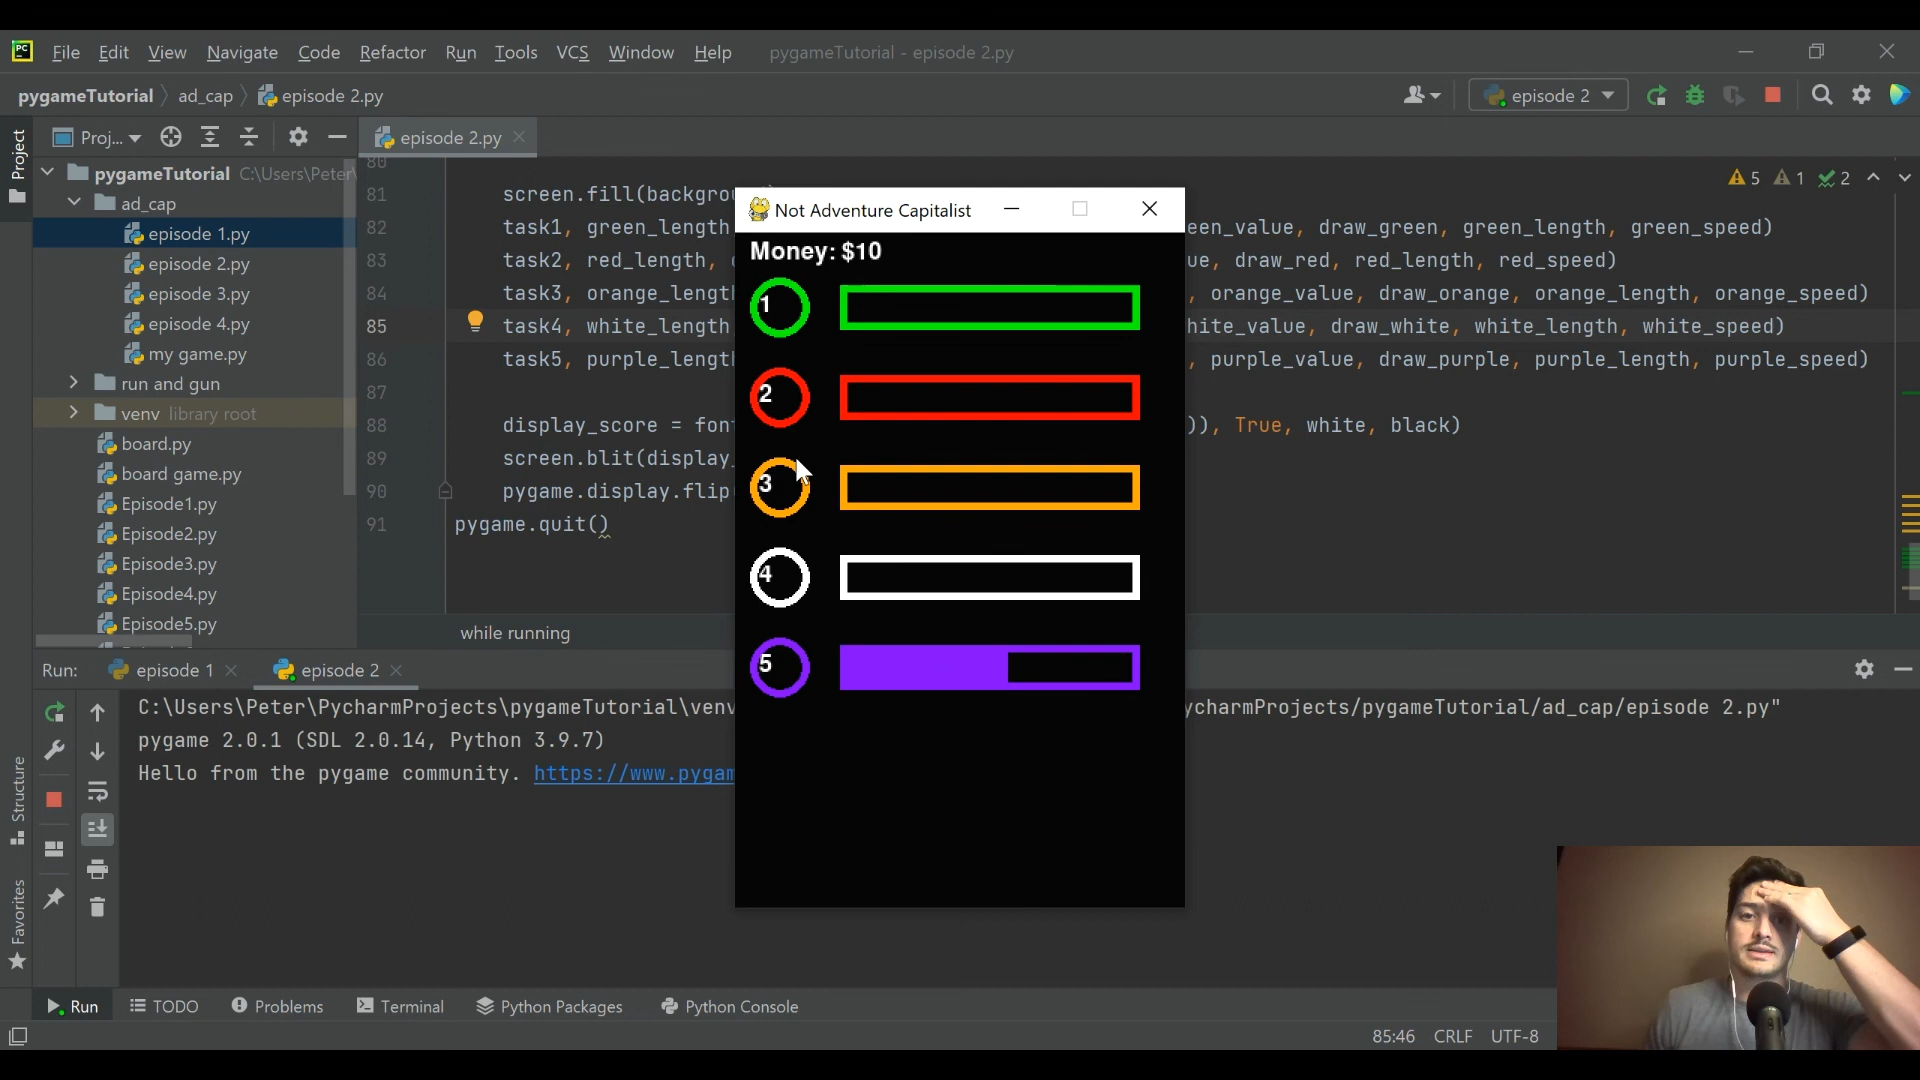 PC File Edit View Navigate Code Refactor Run Tools VCS Window Help pygameTutorial - episode 2.py
pygameTutorial ad_cap episode 2.py episode 2
Project
Proj... episode 2.py
pygameTutorial C:\Users\Peter\
ad_cap
episode 1.py
episode 2.py
episode 3.py
episode 4.py
my game.py
run and gun
venv library root
board.py
board game.py
Episode1.py
Episode2.py
Episode3.py
Episode4.py
Episode5.py
5 1 2
80
81 screen.fill(backgrou
82 task1, green_length een_value, draw_green, green_length, green_speed)
83 task2, red_length, ue, draw_red, red_length, red_speed)
84 task3, orange_length , orange_value, draw_orange, orange_length, orange_speed)
85 task4, white_length hite_value, draw_white, white_length, white_speed)
86 task5, purple_length , purple_value, draw_purple, purple_length, purple_speed)
87
88 display_score = fon )), True, white, black)
89 screen.blit(display_
90 pygame.display.flip
91 pygame.quit()
while running
Not Adventure Capitalist
Money: $10
1
2
3
4
5
Run: episode 1 episode 2
C:\Users\Peter\PycharmProjects\pygameTutorial\venv ycharmProjects/pygameTutorial/ad_cap/episode 2.py"
pygame 2.0.1 (SDL 2.0.14, Python 3.9.7)
Hello from the pygame community. https://www.pygam
Structure
Favorites
Run TODO Problems Terminal Python Packages Python Console
85:46 CRLF UTF-8